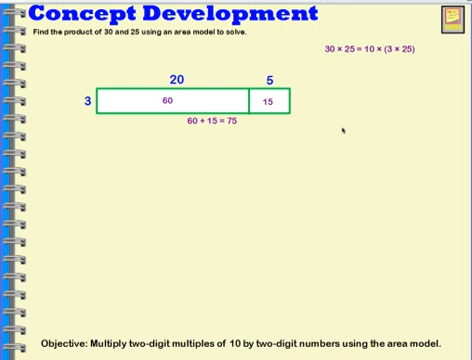 Concept Development
Find the product of 30 and 25 using an area model to solve.
30 × 25 = 10 × (3 × 25)
20 5
3 60 15
60 + 15 = 75
Objective: Multiply two-digit multiples of 10 by two-digit numbers using the area model.